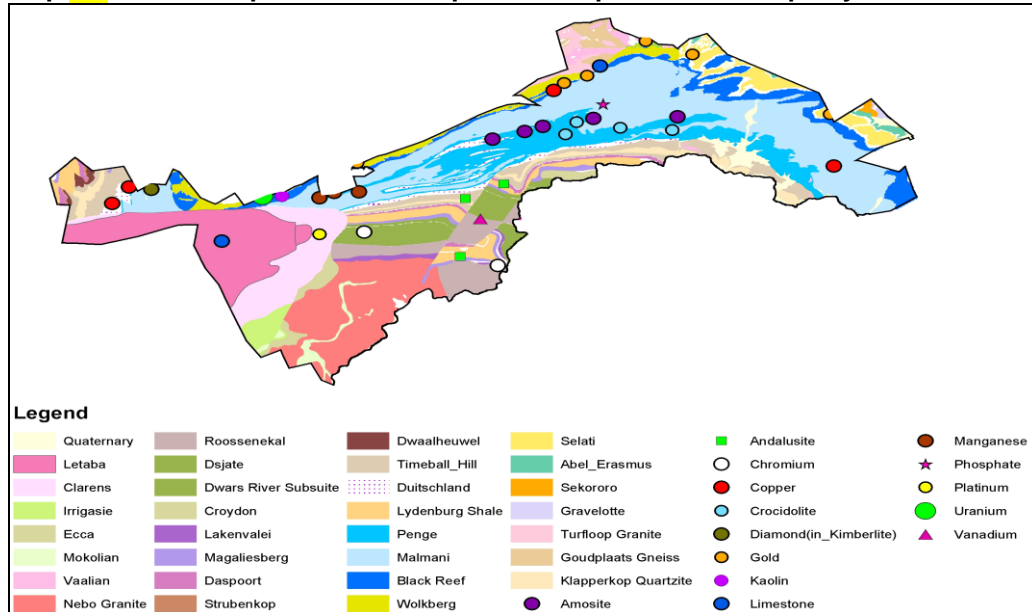 Legend
Quaternary
Letaba
Clarens
Irrigasie
Ecca
Mokolian
Vaalian
Nebo Granite
Roossenekal
Dsjate
Dwars River Subsuite
Croydon
Lakenvalei
Magaliesberg
Daspoort
Strubenkop
Dwaalheuwel
Timeball_Hill
Duitschland
Lydenburg Shale
Penge
Malmani
Black Reef
Wolkberg
Selati
Abel_Erasmus
Sekororo
Gravelotte
Turfloop Granite
Goudplaats Gneiss
Klapperkop Quartzite
Amosite
Andalusite
Chromium
Copper
Crocidolite
Diamond(in_Kimberlite)
Gold
Kaolin
Limestone
Manganese
Phosphate
Platinum
Uranium
Vanadium